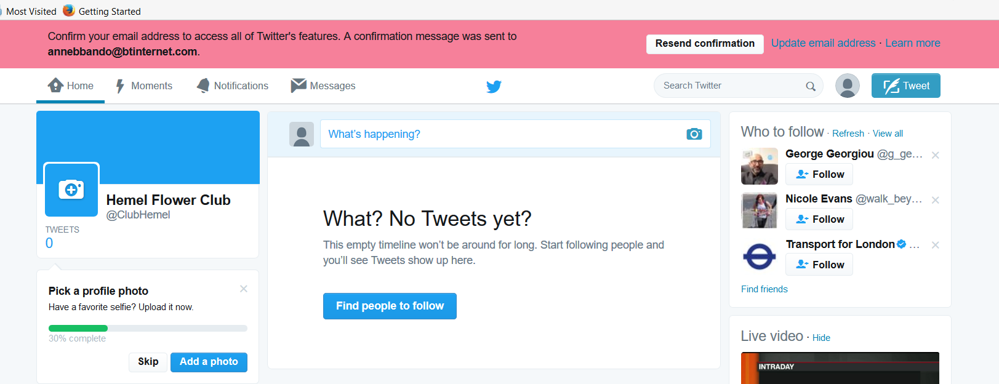 Most Visited Getting Started
Confirm your email address to access all of Twitter's features. A confirmation message was sent to
annebbando@btinternet.com.
Resend confirmation Update email address · Learn more
Home Moments Notifications Messages
Search Twitter
Tweet
Hemel Flower Club
@ClubHemel
TWEETS
0
Pick a profile photo
Have a favorite selfie? Upload it now.
30% complete
Skip Add a photo
What's happening?
What? No Tweets yet?
This empty timeline won't be around for long. Start following people and
you'll see Tweets show up here.
Find people to follow
Who to follow · Refresh · View all
George Georgiou @g_ge...
Follow
Nicole Evans @walk_bey...
Follow
Transport for London ...
Follow
Find friends
Live video · Hide
INTRADAY